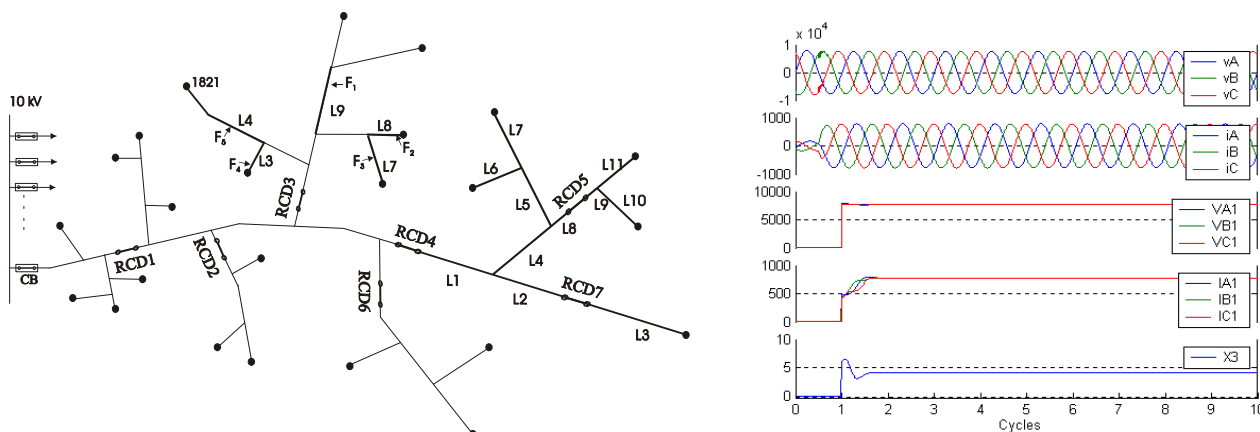 10 kV
CB
RCD1
RCD2
RCD3
RCD4
RCD5
RCD6
RCD7
1821
L4
F5
L3
F4
L9
F1
L8
F2
F3
L7
L7
L6
L5
L4
L8
L9
L11
L10
L1
L2
L3
x 10^4
1
0
-1
vA
vB
vC
1000
0
-1000
iA
iB
iC
10000
5000
0
VA1
VB1
VC1
1000
500
0
IA1
IB1
IC1
10
5
0
X3
0 1 2 3 4 5 6 7 8 9 10
Cycles